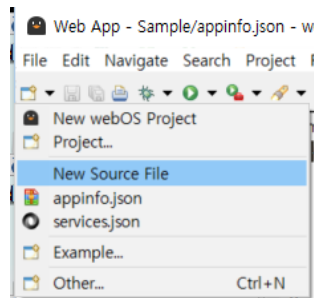 Web App - Sample/appinfo.json - w
File Edit Navigate Search Project
New webOS Project
Project...
New Source File
appinfo.json
services.json
Example...
Other... Ctrl+N